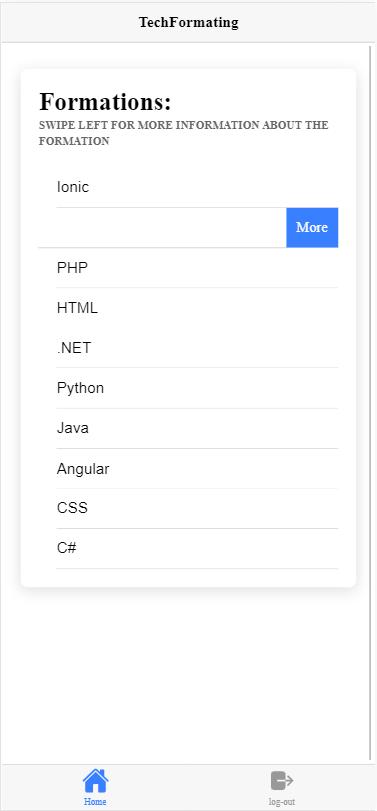 TechFormating
Formations:
SWIPE LEFT FOR MORE INFORMATION ABOUT THE
FORMATION
Ionic
More
PHP
HTML
.NET
Python
Java
Angular
CSS
C#
Home
log-out